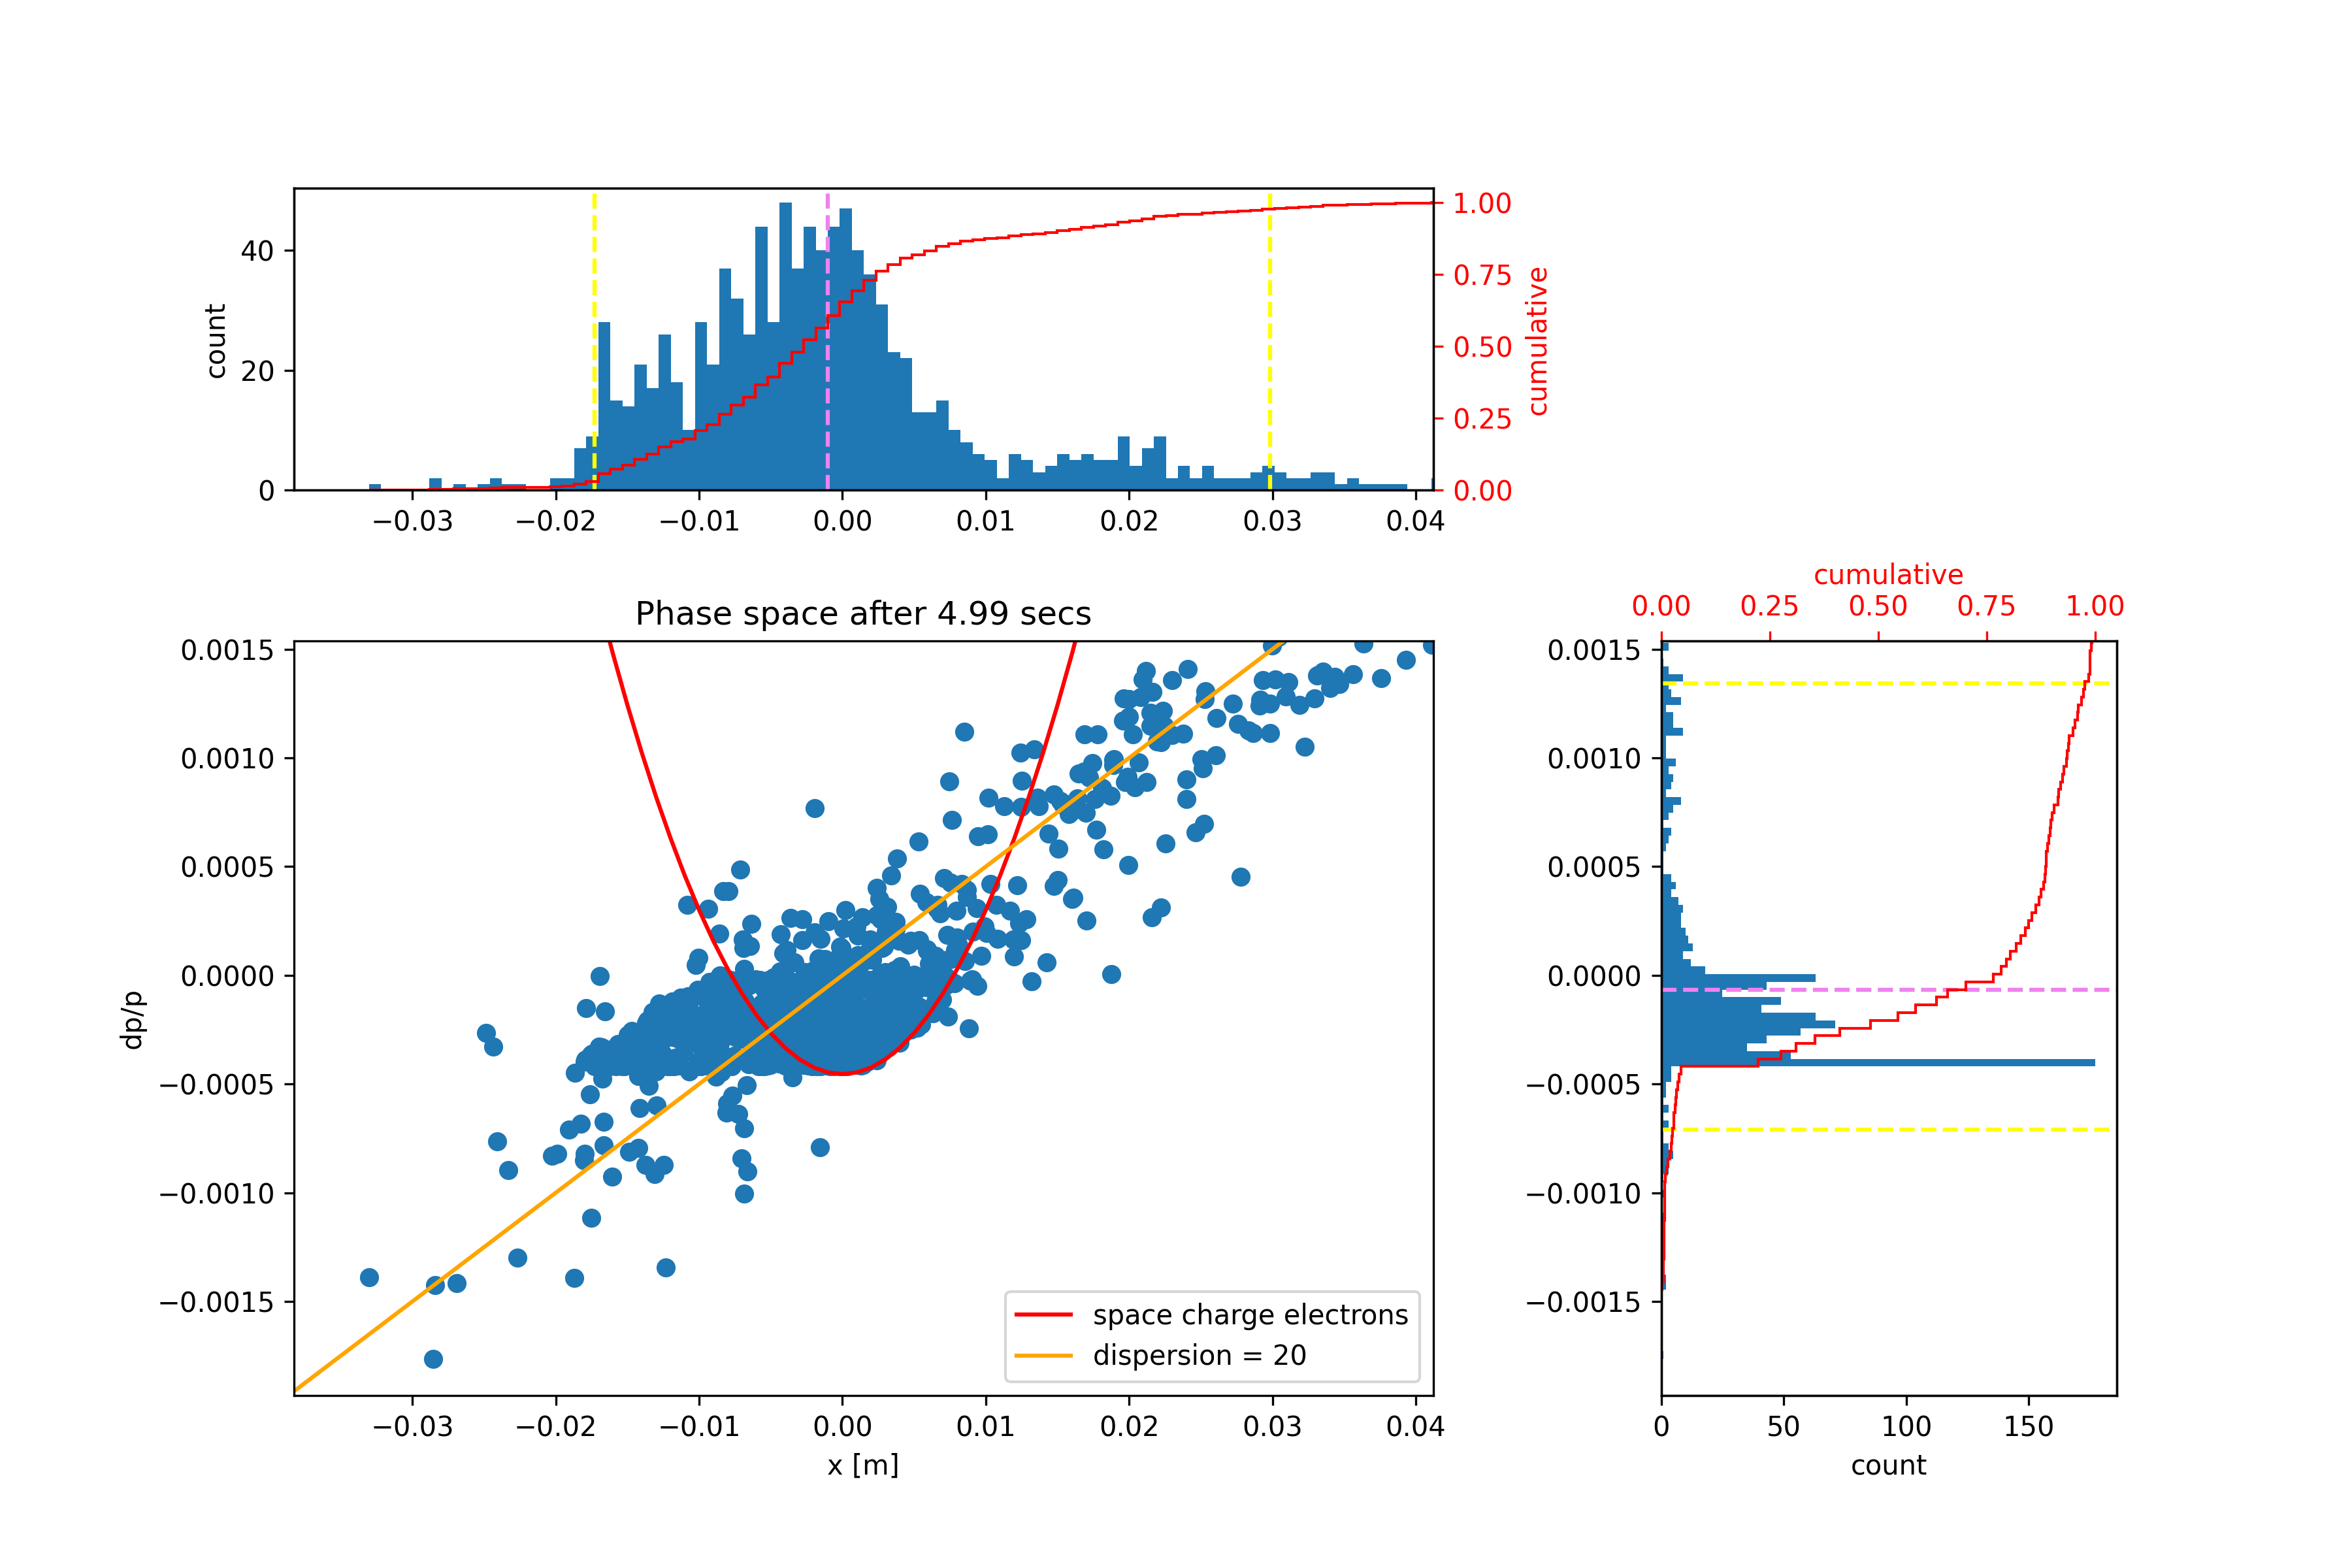 1.00
40
0.75
count
cumulative
0.50
20
0.25
0
0.00
−0.03 −0.02 −0.01 0.00 0.01 0.02 0.03 0.04
cumulative
0.00 0.25 0.50 0.75 1.00
Phase space after 4.99 secs
0.0015
0.0010
0.0005
0.0000
−0.0005
−0.0010
−0.0015
dp/p
space charge electrons
dispersion = 20
−0.03 −0.02 −0.01 0.00 0.01 0.02 0.03 0.04
x [m]
0.0015
0.0010
0.0005
0.0000
−0.0005
−0.0010
−0.0015
0 50 100 150
count